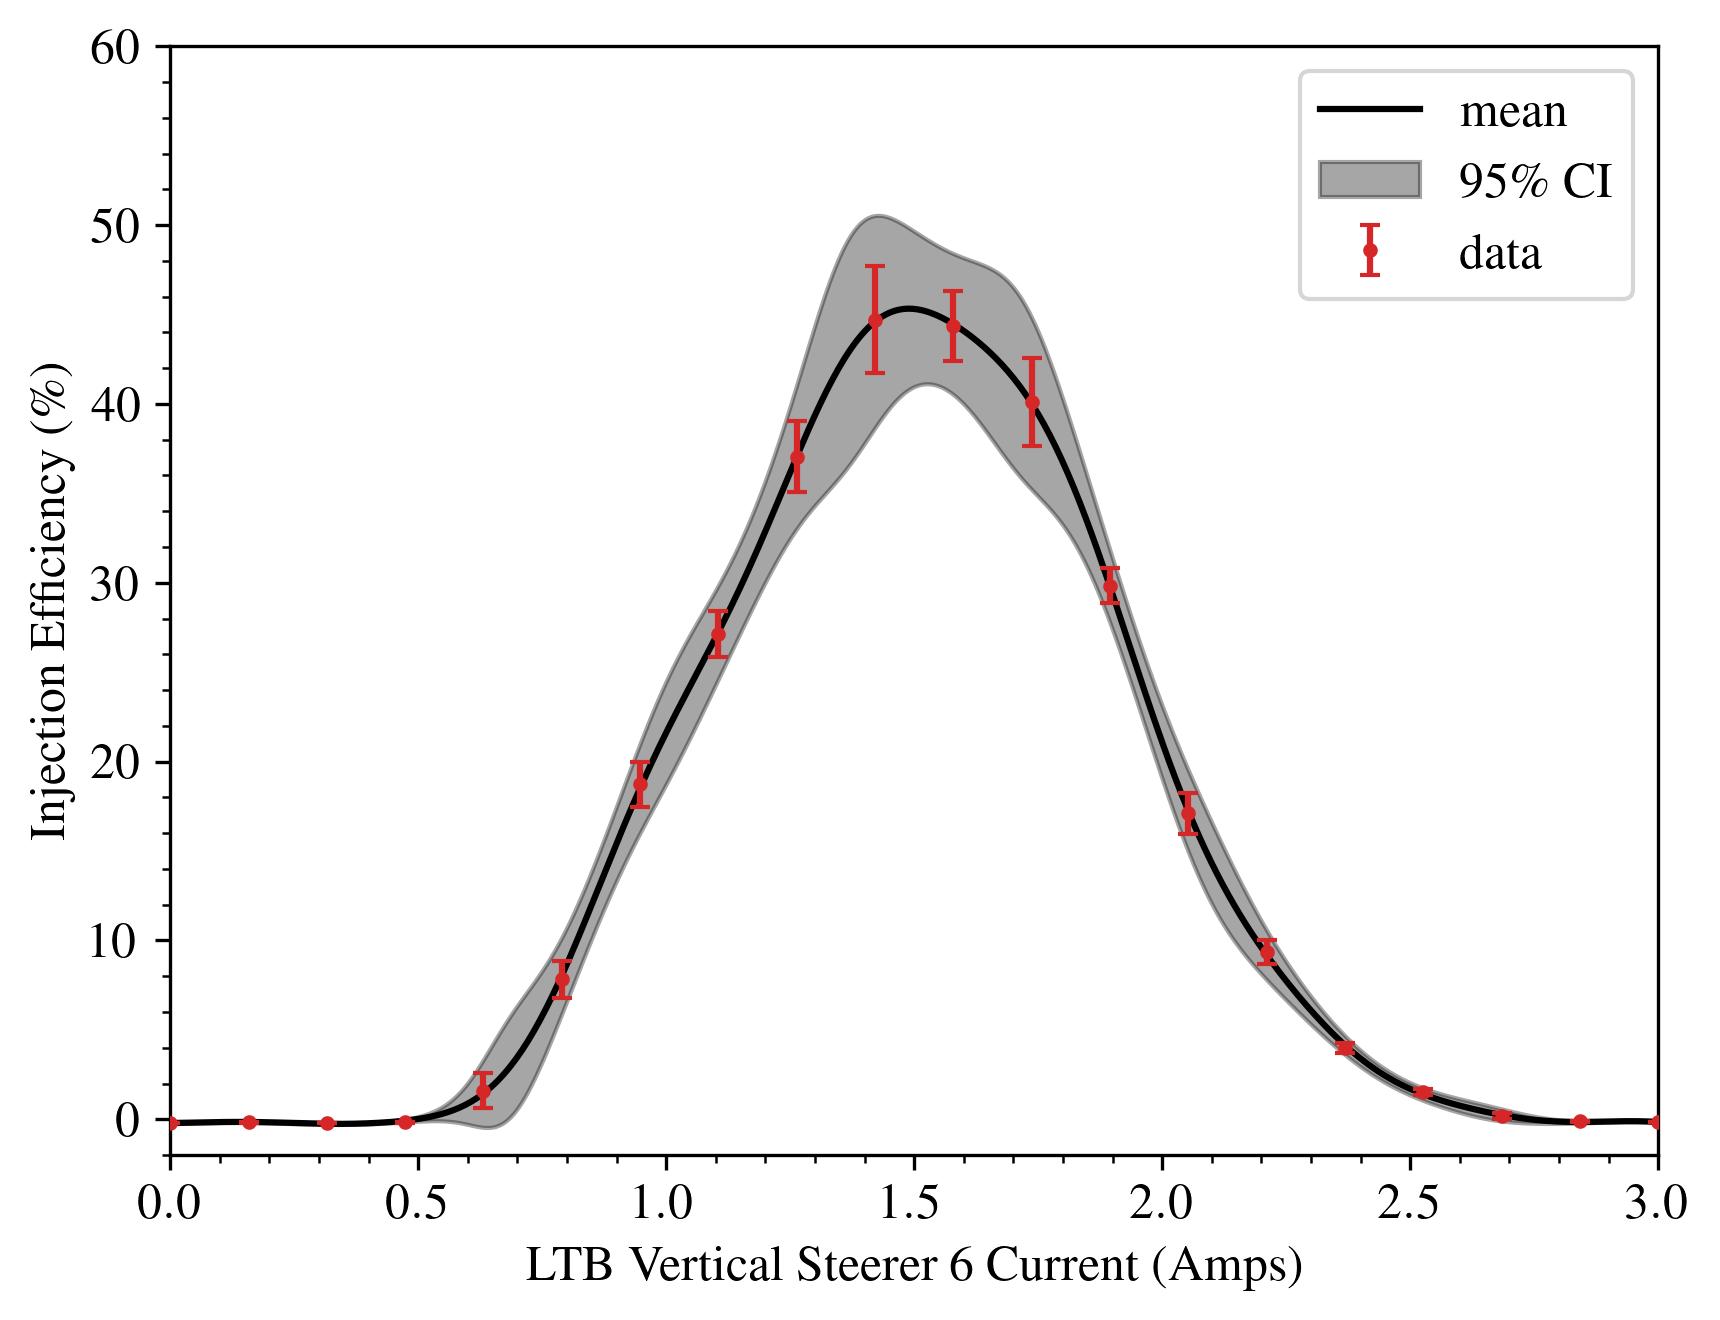 60
50
40
30
20
10
0
Injection Efficiency (%)
mean
95% CI
data
0.0 0.5 1.0 1.5 2.0 2.5 3.0
LTB Vertical Steerer 6 Current (Amps)